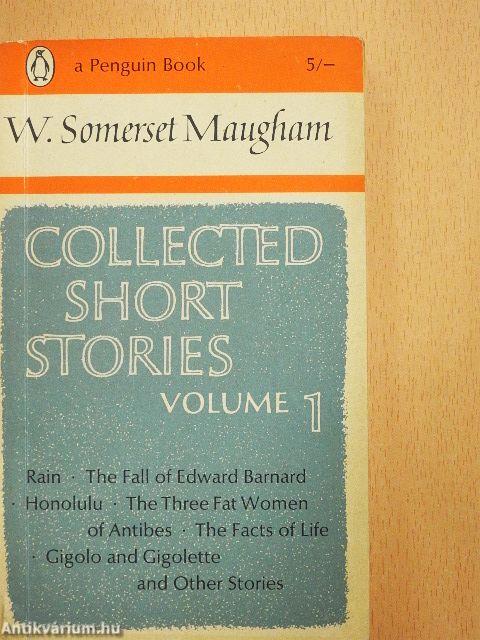 a Penguin Book 5/–
W. Somerset Maugham
COLLECTED
SHORT
STORIES
VOLUME 1
Rain · The Fall of Edward Barnard
· Honolulu · The Three Fat Women
of Antibes · The Facts of Life
· Gigolo and Gigolette
and Other Stories
Antikvárium.hu